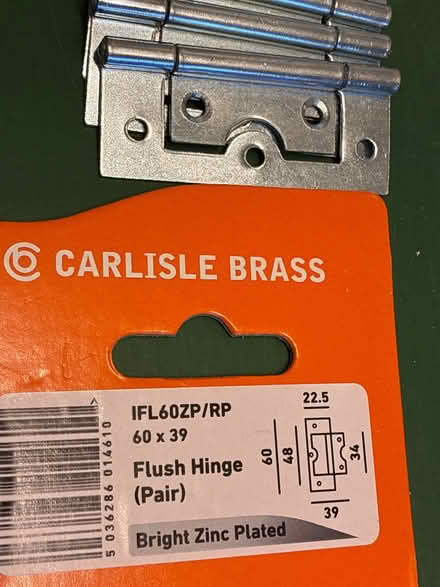 CARLISLE BRASS
IFL60ZP/RP
60 x 39
Flush Hinge
(Pair)
Bright Zinc Plated
22.5
60
48
34
39
5 036286 014610